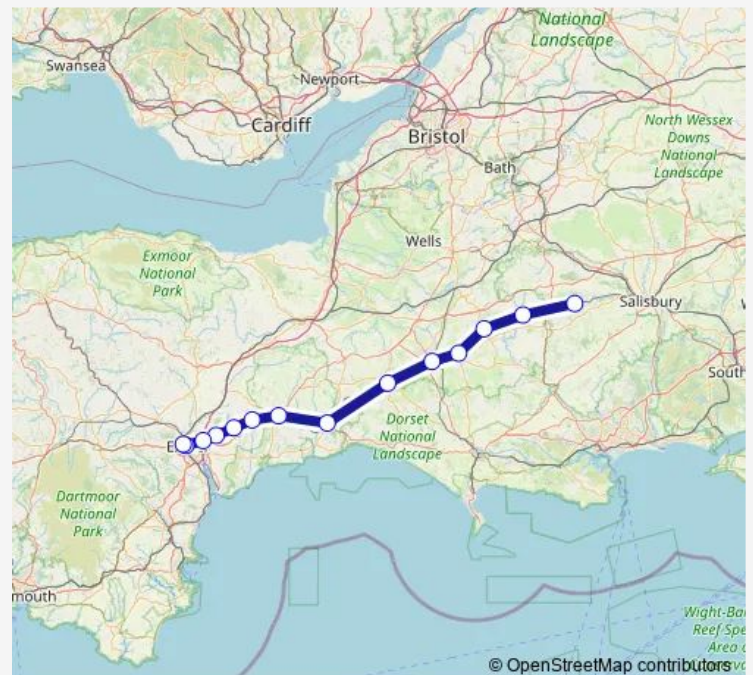 National
Landscape
Swansea
Newport
Cardiff
Bristol
North Wessex
Downs
National
Landscape
Bath
Wells
Exmoor
National
Park
Salisbury
South
Dorset
National
Landscape
E
Dartmoor
National
Park
mouth
Wight-Ba
Reef Spe
Area o
© OpenStreetMap contributors